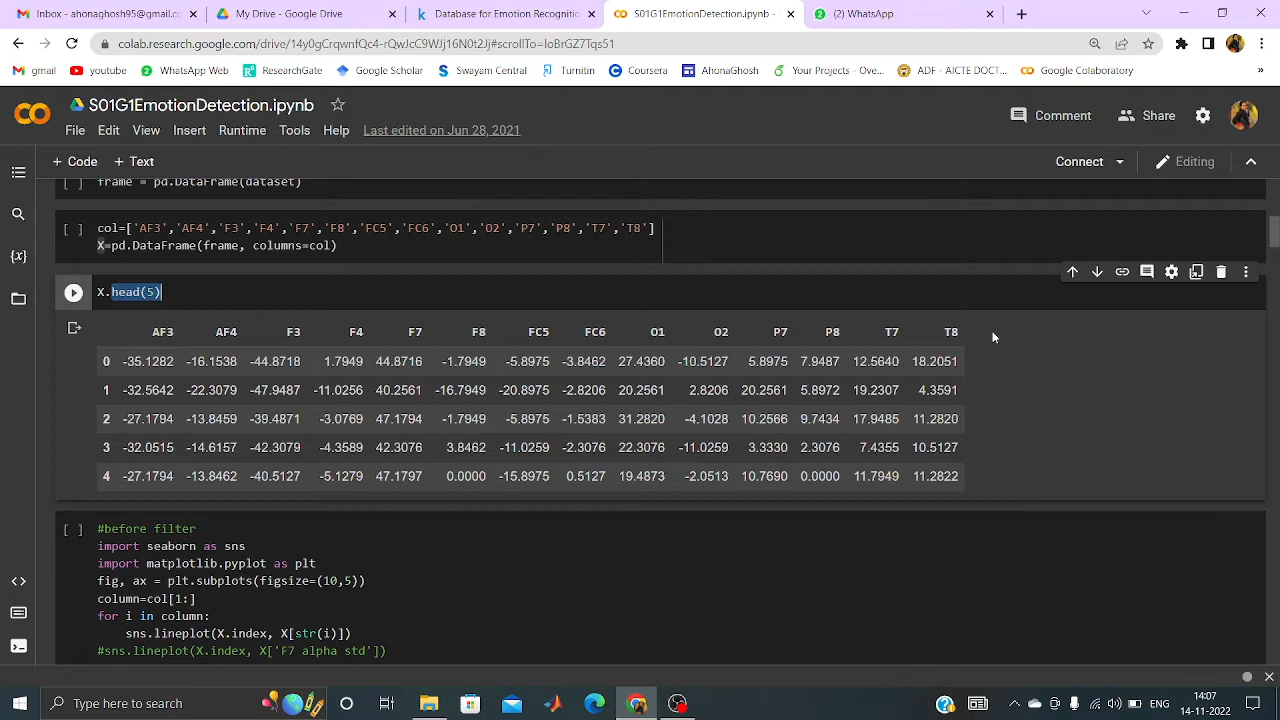 Inbox - ahonaghosh95@gmail.co
My Drive - Google Drive
Database for Emotion Recognitio
S01G1EmotionDetection.ipynb -
(2) WhatsApp
gmail
youtube
WhatsApp Web
ResearchGate
Google Scholar
Swayam Central
Turnitin
Coursera
AhonaGhosh
Your Projects - Ove...
ADF - AICTE DOCT...
Google Colaboratory
»
S01G1EmotionDetection.ipynb
Comment
Share
File
Edit
View
Insert
Runtime
Tools
Help
Last edited on Jun 28, 2021
+ Code
+ Text
Connect
Editing
[ ] frame = pd.DataFrame(dataset)
[ ] col=['AF3','AF4','F3','F4','F7','F8','FC5','FC6','O1','O2','P7','P8','T7','T8']
X=pd.DataFrame(frame, columns=col)
X.head(5)
AF3 AF4 F3 F4 F7 F8 FC5 FC6 O1 O2 P7 P8 T7 T8
0 -35.1282 -16.1538 -44.8718 1.7949 44.8716 -1.7949 -5.8975 -3.8462 27.4360 -10.5127 5.8975 7.9487 12.5640 18.2051
1 -32.5642 -22.3079 -47.9487 -11.0256 40.2561 -16.7949 -20.8975 -2.8206 20.2561 2.8206 20.2561 5.8972 19.2307 4.3591
2 -27.1794 -13.8459 -39.4871 -3.0769 47.1794 -1.7949 -5.8975 -1.5383 31.2820 -4.1028 10.2566 9.7434 17.9485 11.2820
3 -32.0515 -14.6157 -42.3079 -4.3589 42.3076 3.8462 -11.0259 -2.3076 22.3076 -11.0259 3.3330 2.3076 7.4355 10.5127
4 -27.1794 -13.8462 -40.5127 -5.1279 47.1797 0.0000 -15.8975 0.5127 19.4873 -2.0513 10.7690 0.0000 11.7949 11.2822
[ ] #before filter
import seaborn as sns
import matplotlib.pyplot as plt
fig, ax = plt.subplots(figsize=(10,5))
column=col[1:]
for i in column:
sns.lineplot(X.index, X[str(i)])
#sns.lineplot(X.index, X['F7 alpha std'])
Type here to search
ENG
14:07
14-11-2022